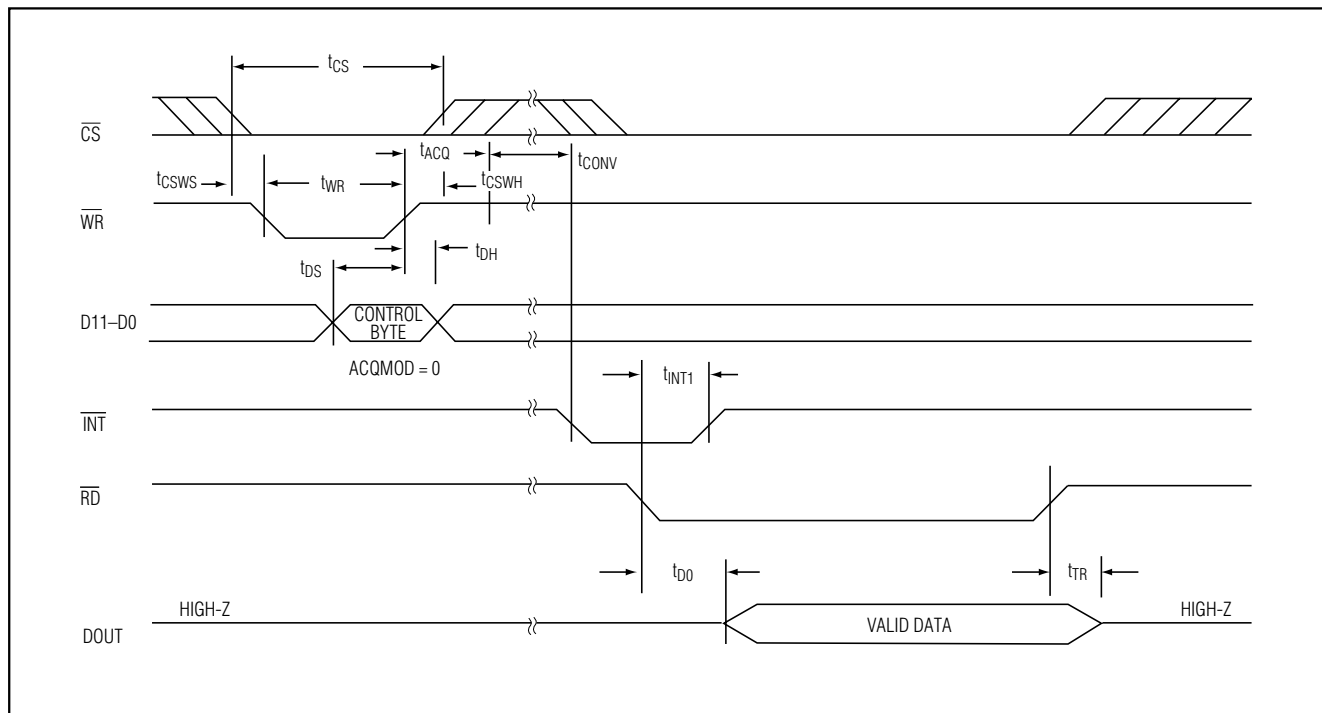 tCS
CS
tACQ
tCONV
tCSWS
tWR
tCSWH
WR
tDH
tDS
D11–D0
CONTROL
BYTE
ACQMOD = 0
tINT1
INT
RD
tD0
tTR
HIGH-Z
HIGH-Z
DOUT
VALID DATA